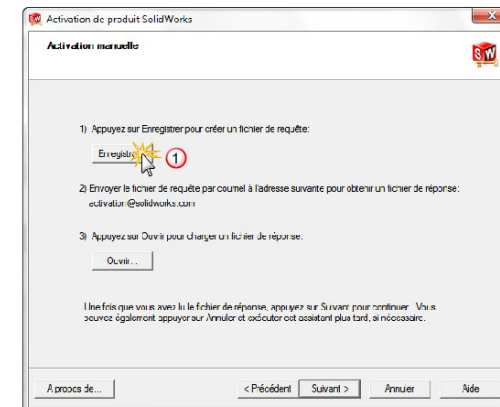 Activation de produit SolidWorks
Activation manuelle
SW
1) Appuyez sur Enregistrer pour créer un fichier de requête:
Enregistr
1
2) Envoyer le fichier de requête par courriel à l'adresse suivante pour obtenir un fichier de réponse:
activation@solidworks.com
3) Appuyez sur Ouvrir pour charger un fichier de réponse.
Ouvrir...
Une fois que vous avez lu le fichier de réponse, appuyez sur Suivant pour continuer. Vous
pouvez également appuyer sur Annuler et exécuter cet assistant plus tard, si nécessaire.
A propos de...
< Précédent
Suivant >
Annuler
Aide